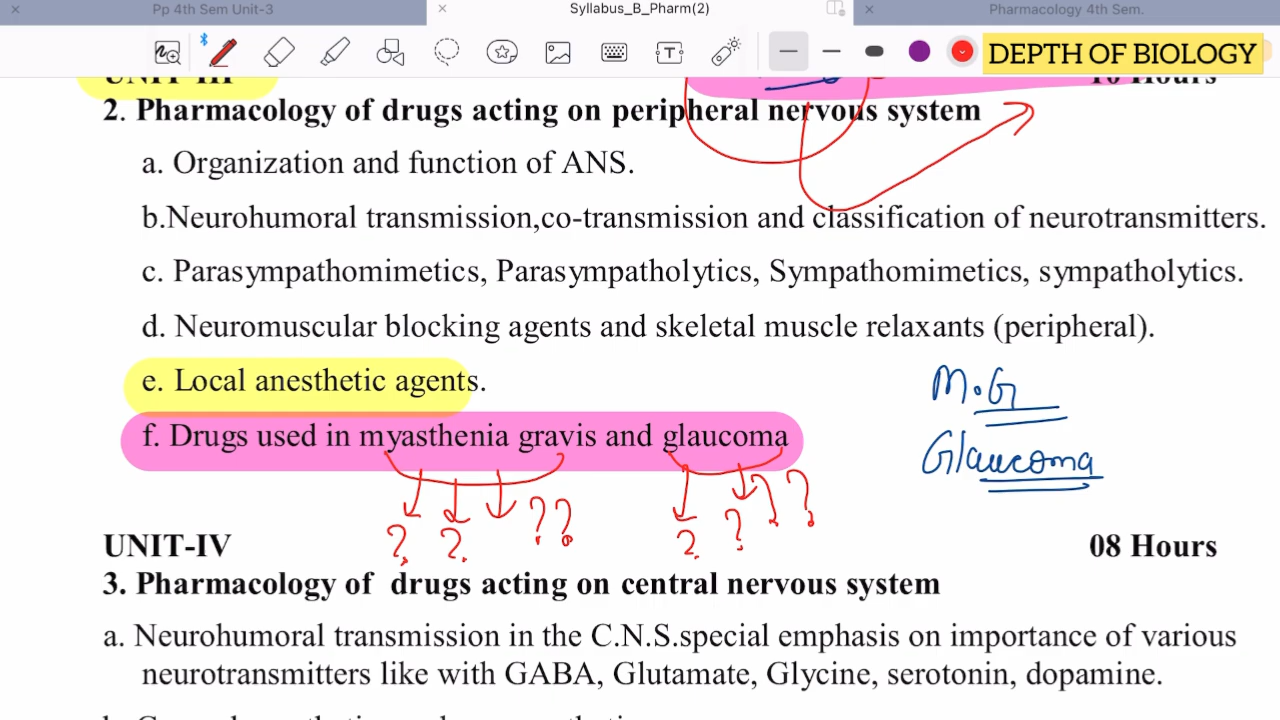 Pp 4th Sem Unit-3
Syllabus_B_Pharm(2)
Pharmacology 4th Sem.
DEPTH OF BIOLOGY
UNIT-III
10 Hours
2. Pharmacology of drugs acting on peripheral nervous system
a. Organization and function of ANS.
b.Neurohumoral transmission,co-transmission and classification of neurotransmitters.
c. Parasympathomimetics, Parasympatholytics, Sympathomimetics, sympatholytics.
d. Neuromuscular blocking agents and skeletal muscle relaxants (peripheral).
e. Local anesthetic agents.
M.G
f. Drugs used in myasthenia gravis and glaucoma
Glaucoma
? ? ?? ? ? ? ?
UNIT-IV
08 Hours
3. Pharmacology of drugs acting on central nervous system
a. Neurohumoral transmission in the C.N.S.special emphasis on importance of various
neurotransmitters like with GABA, Glutamate, Glycine, serotonin, dopamine.